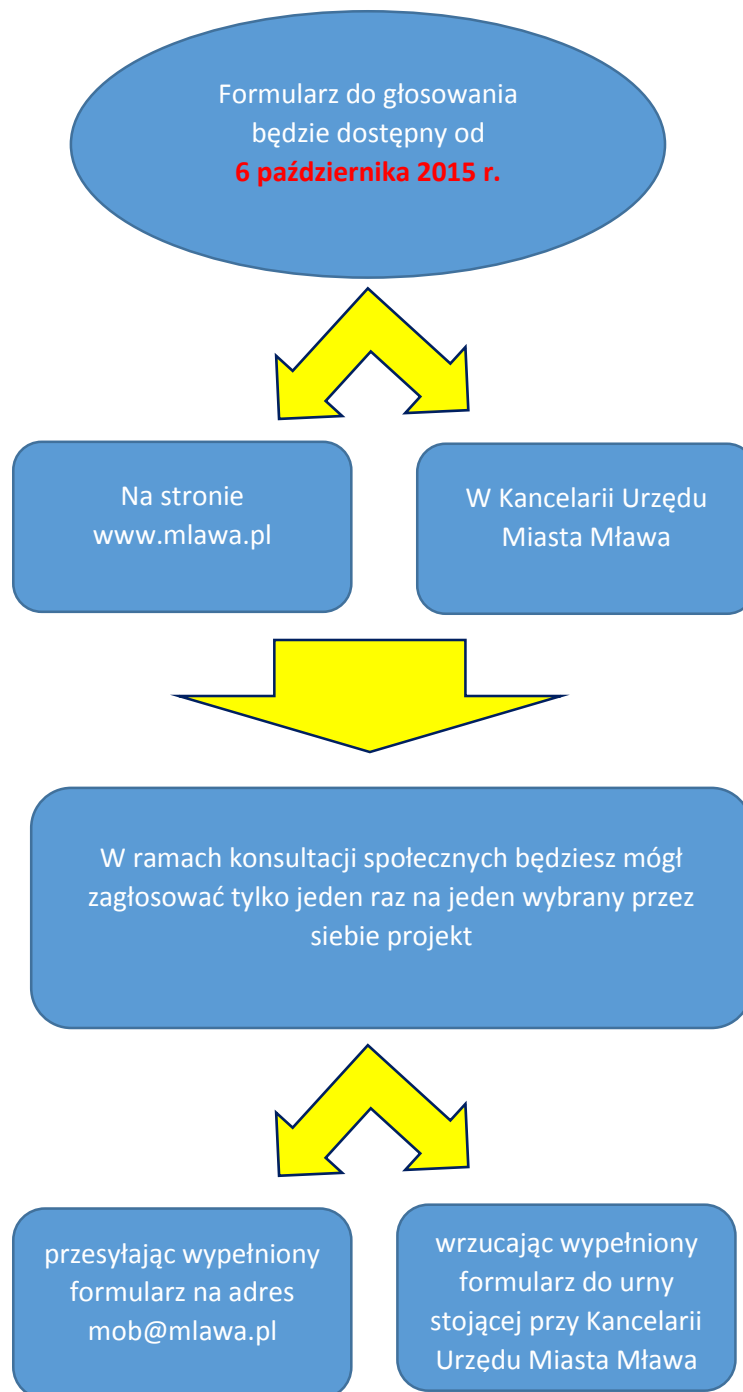 Formularz do głosowania
będzie dostępny od
6 października 2015 r.
Na stronie
www.mlawa.pl
W Kancelarii Urzędu
Miasta Mława
W ramach konsultacji społecznych będziesz mógł
zagłosować tylko jeden raz na jeden wybrany przez
siebie projekt
przesyłając wypełniony
formularz na adres
mob@mlawa.pl
wrzucając wypełniony
formularz do urny
stojącej przy Kancelarii
Urzędu Miasta Mława